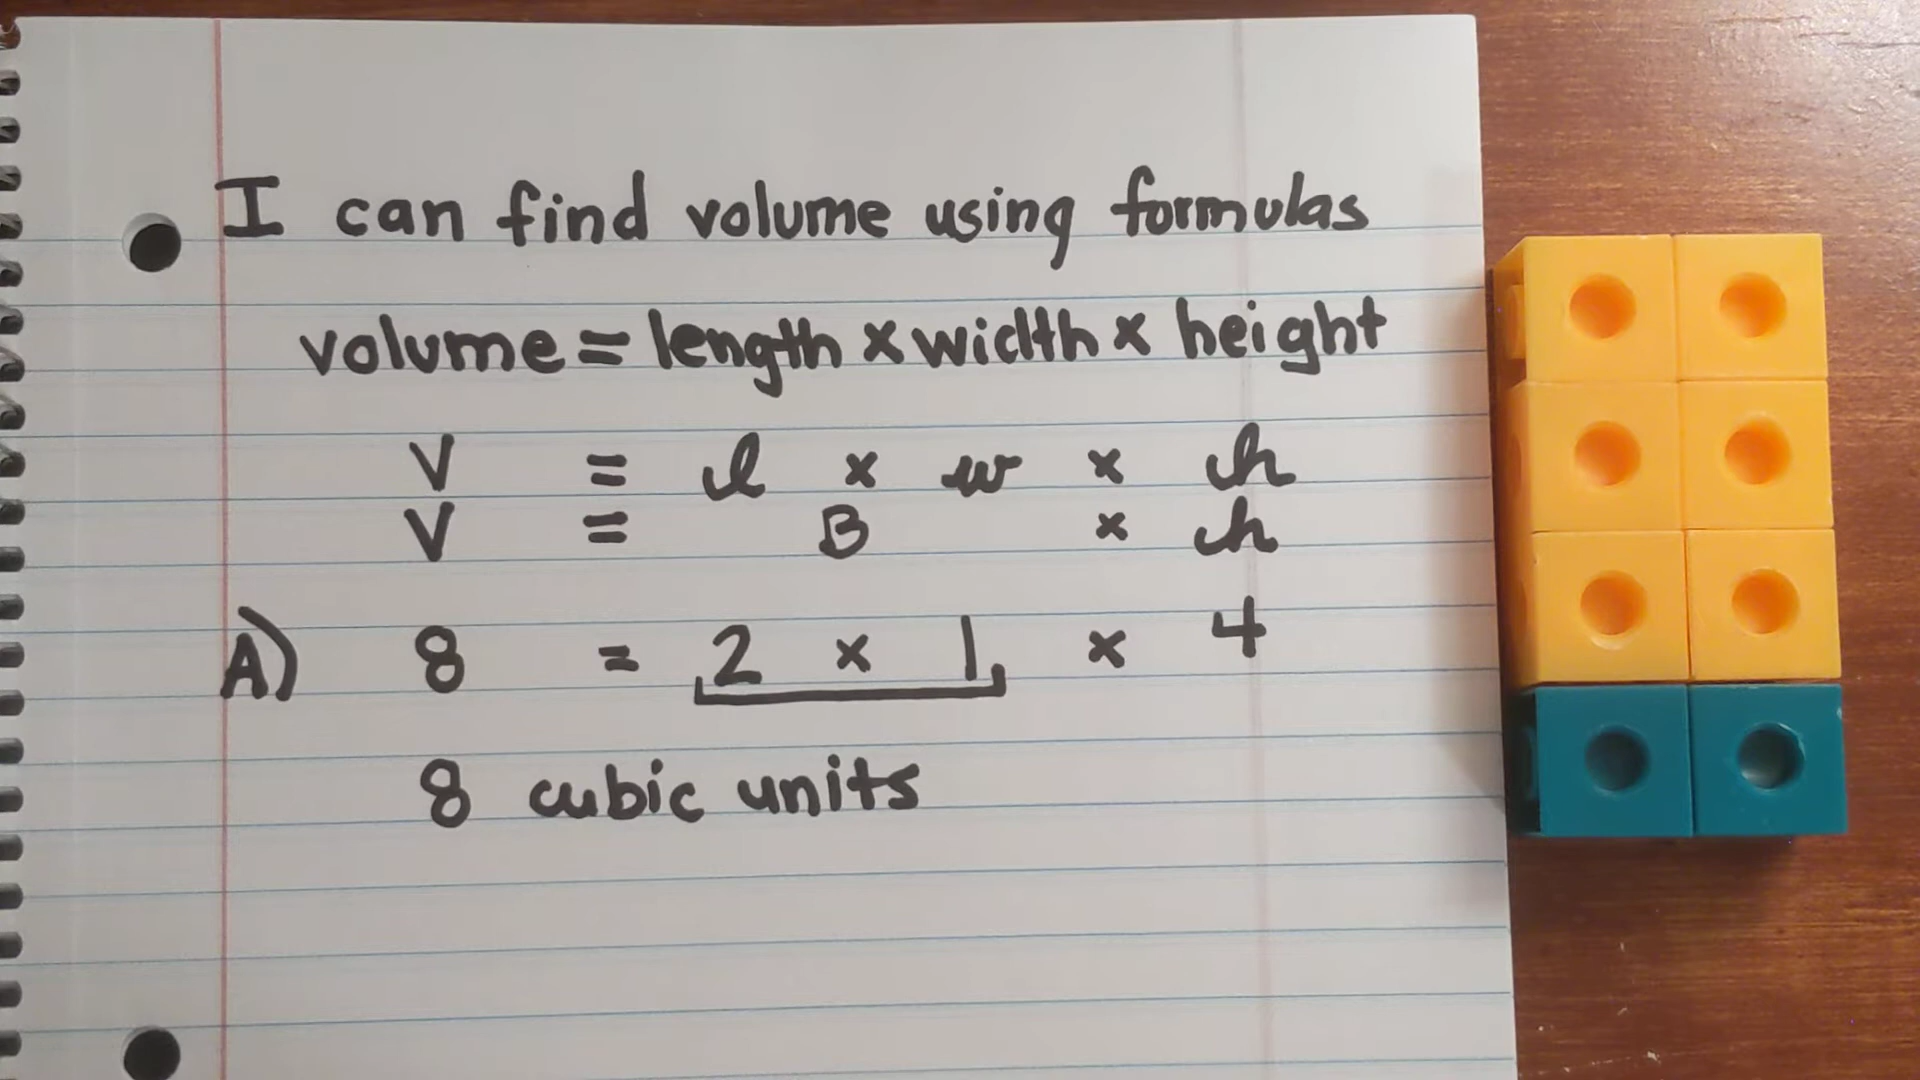 I can find volume using formulas
volume = length x width x height
V = l x w x h
V = B x h
A) 8 = 2 x 1 x 4
8 cubic units